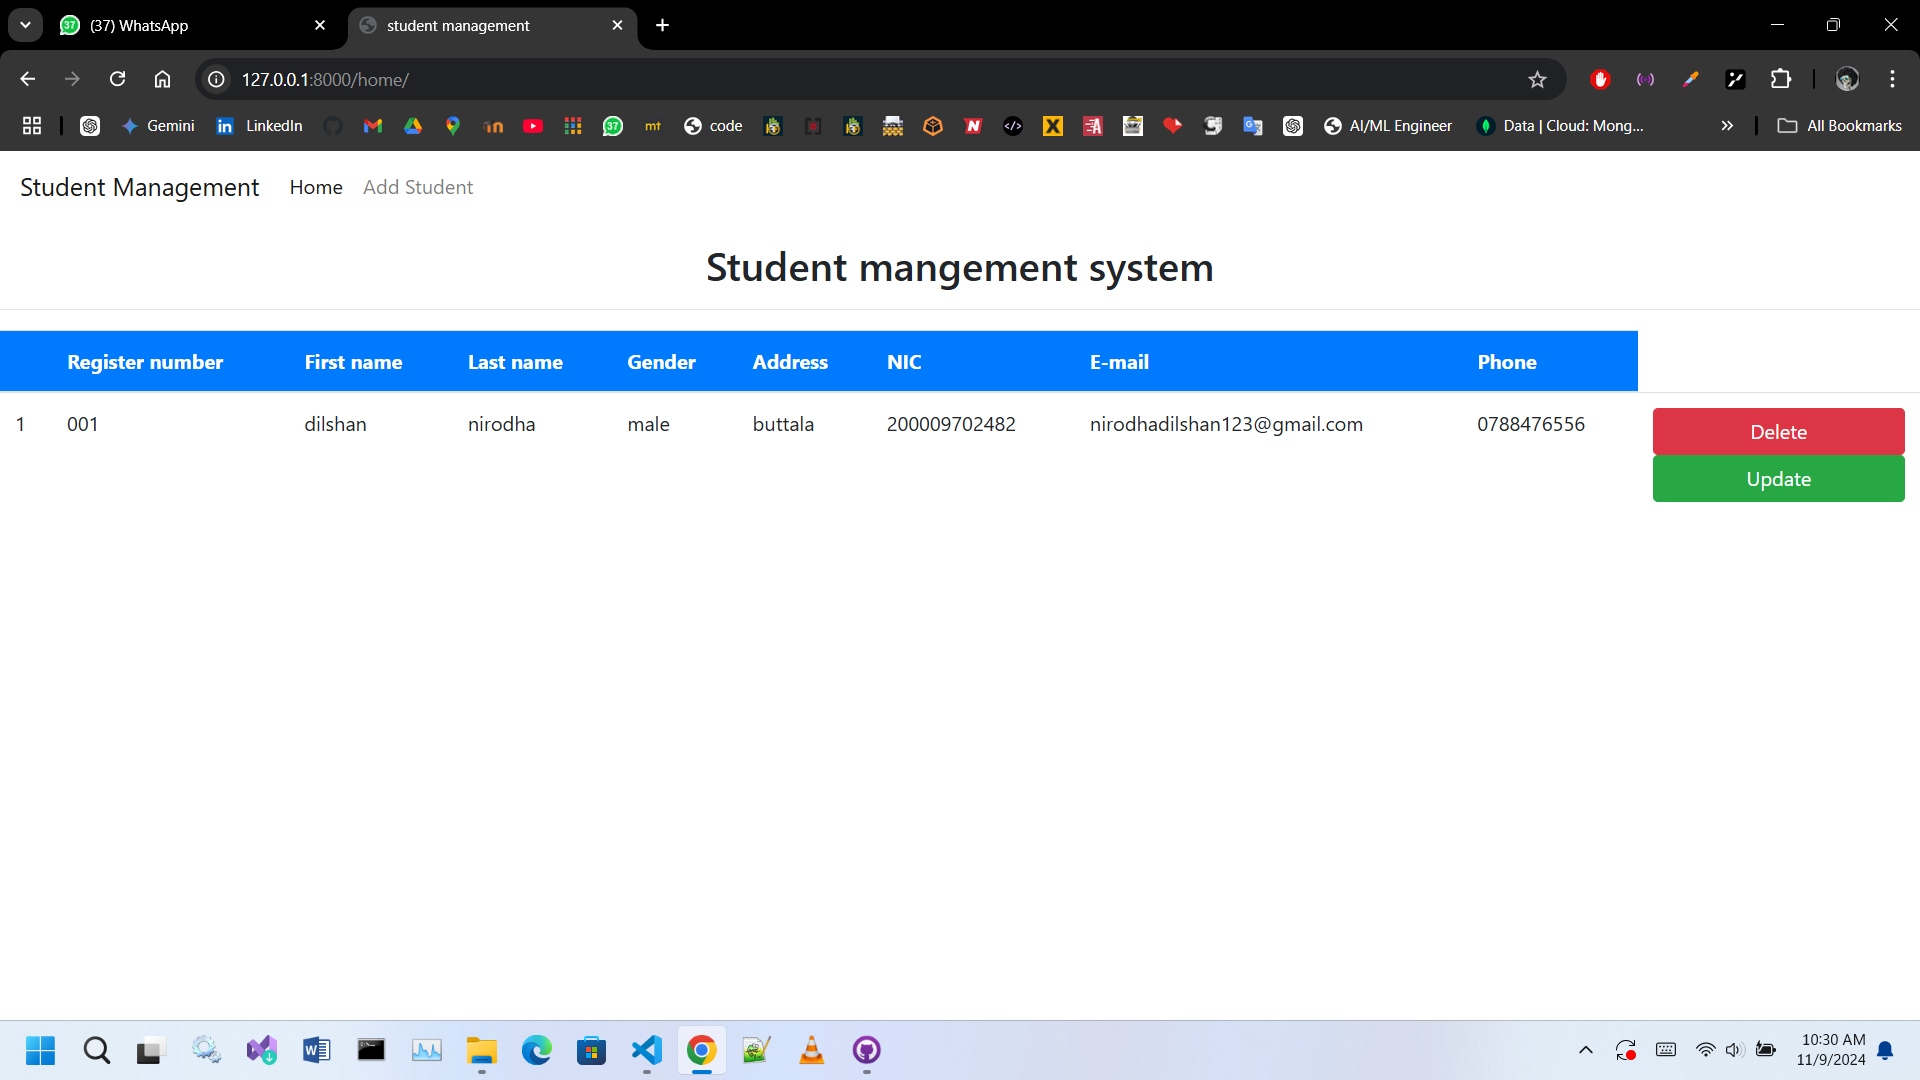 (37) WhatsApp
student management
127.0.0.1:8000/home/
Gemini
LinkedIn
37
mt
code
AI/ML Engineer
Data | Cloud: Mong...
All Bookmarks
Student Management Home Add Student
Student mangement system
Register number First name Last name Gender Address NIC E-mail Phone
1 001 dilshan nirodha male buttala 200009702482 nirodhadilshan123@gmail.com 0788476556
Delete
Update
10:30 AM
11/9/2024